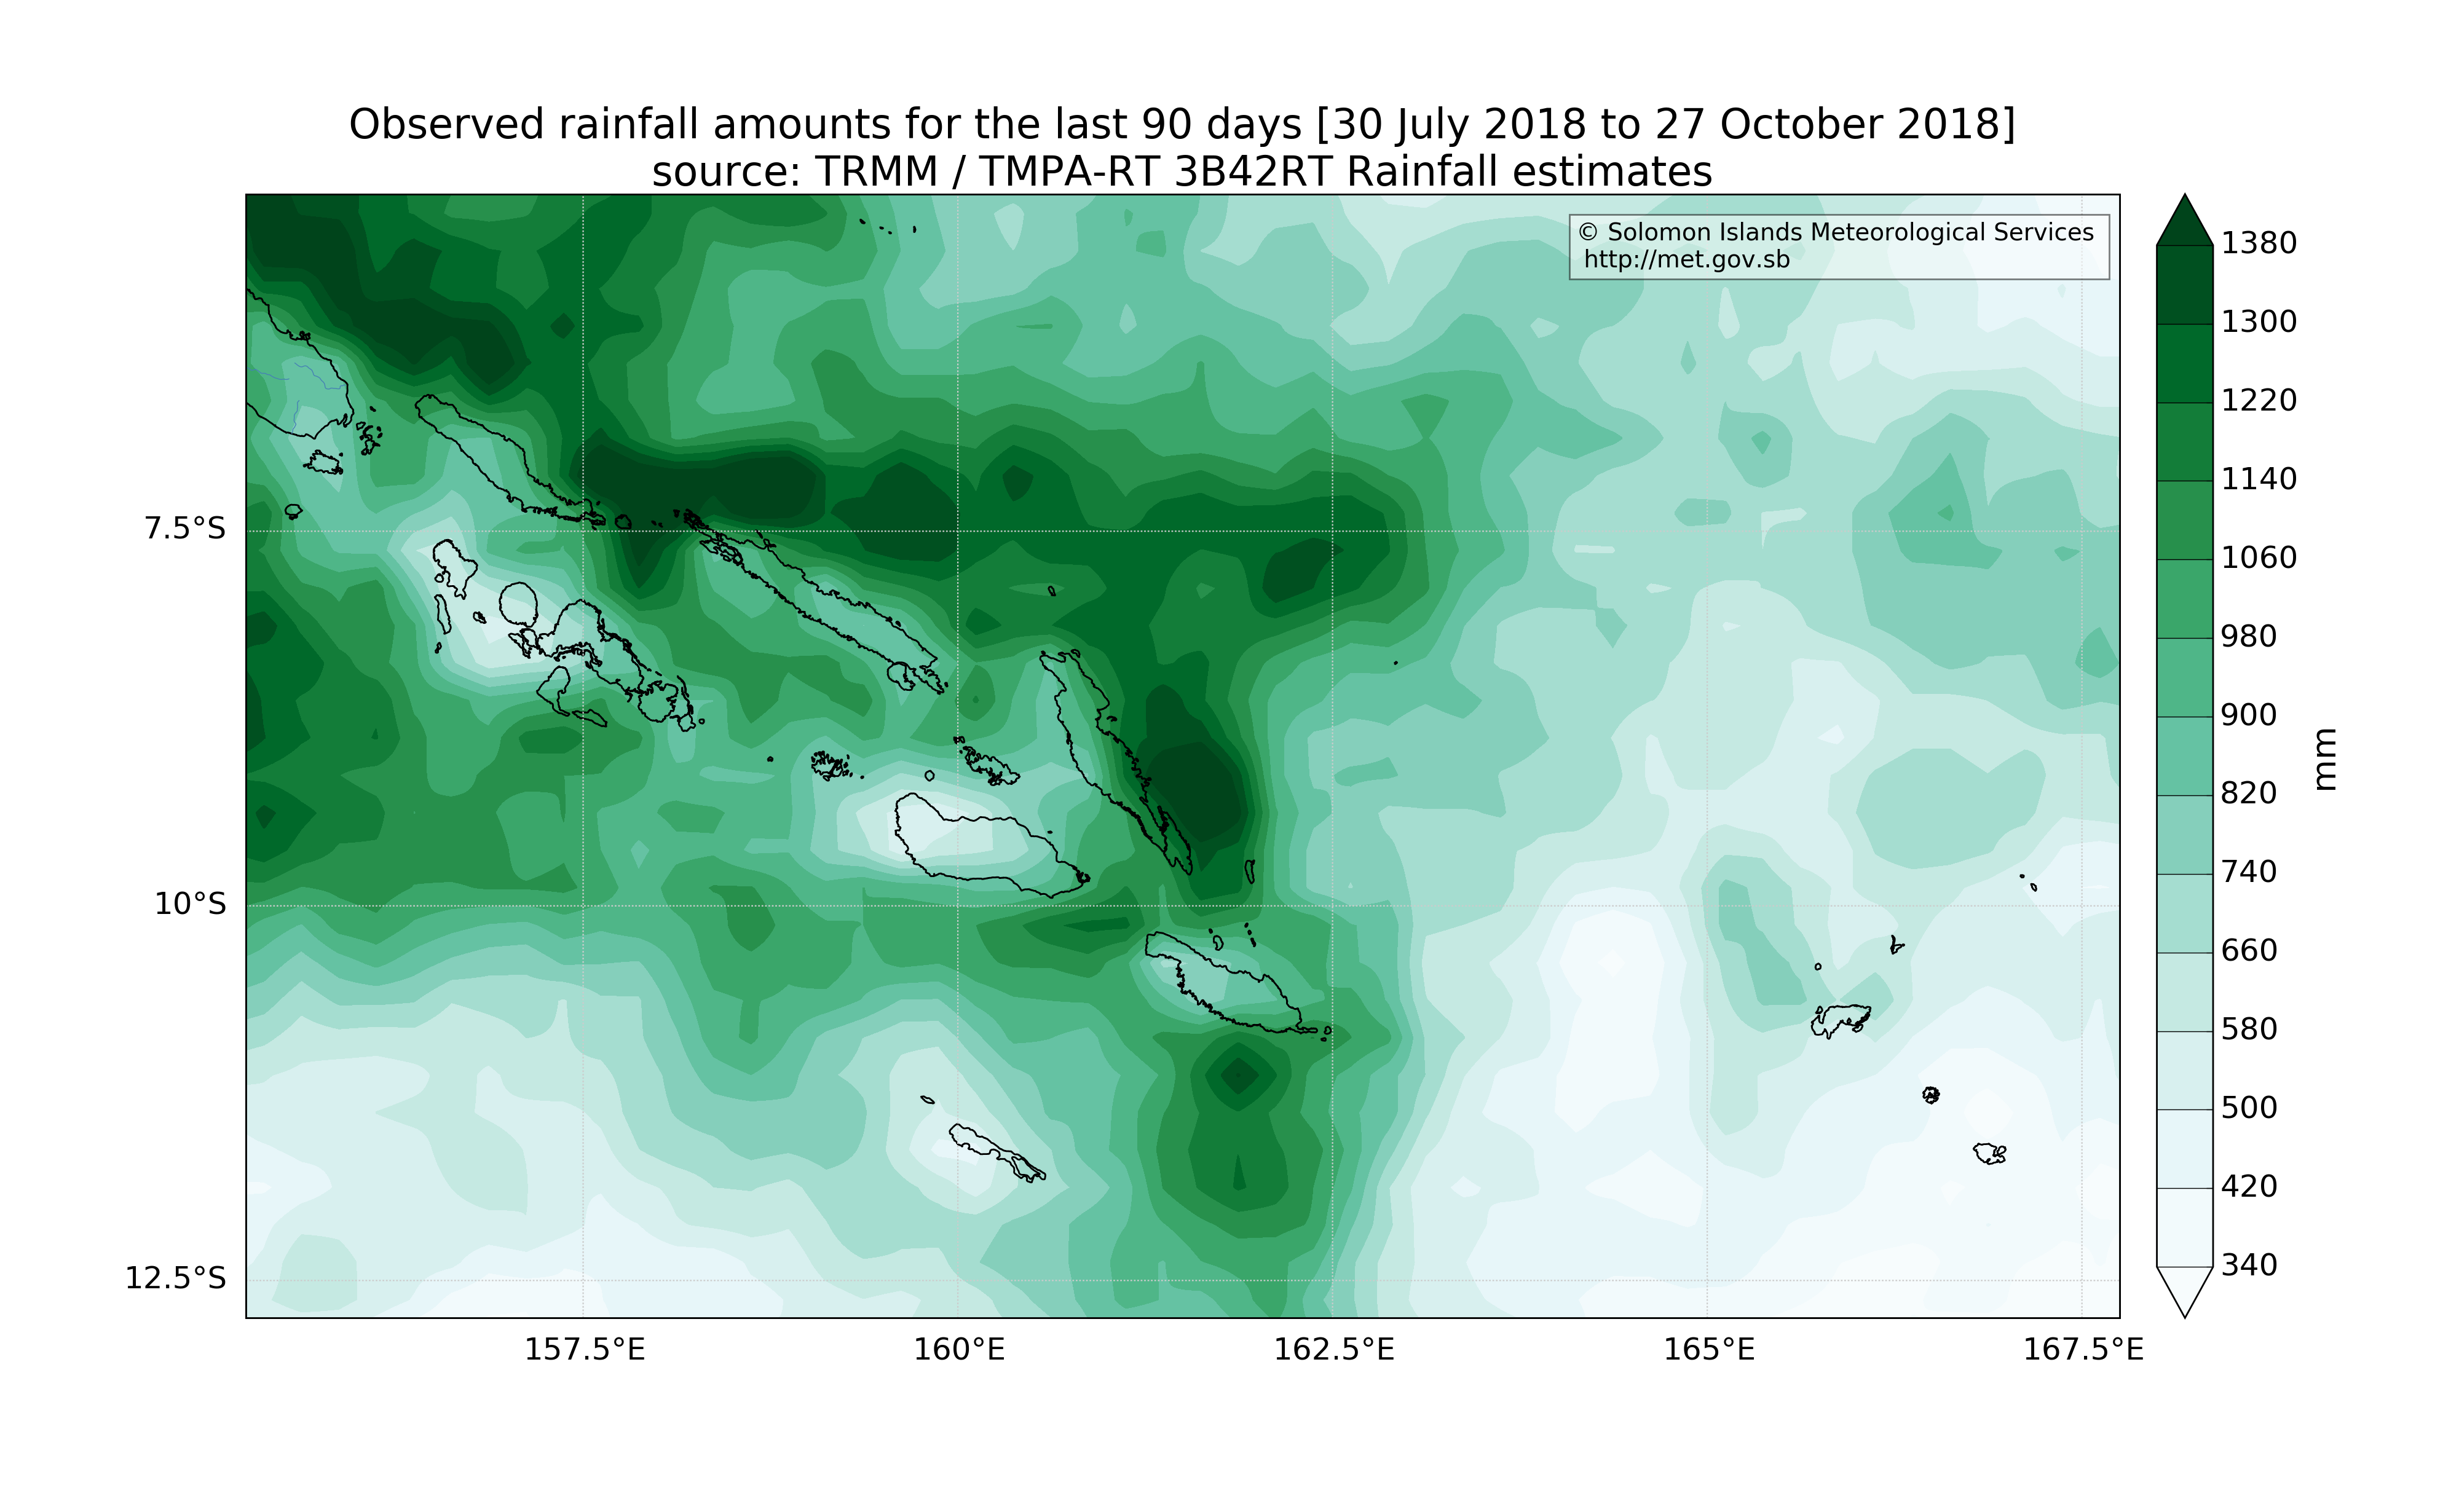 Observed rainfall amounts for the last 90 days [30 July 2018 to 27 October 2018]
source: TRMM / TMPA-RT 3B42RT Rainfall estimates
© Solomon Islands Meteorological Services
http://met.gov.sb
7.5°S
10°S
12.5°S
157.5°E
160°E
162.5°E
165°E
167.5°E
1380
1300
1220
1140
1060
980
900
820
740
660
580
500
420
340
mm